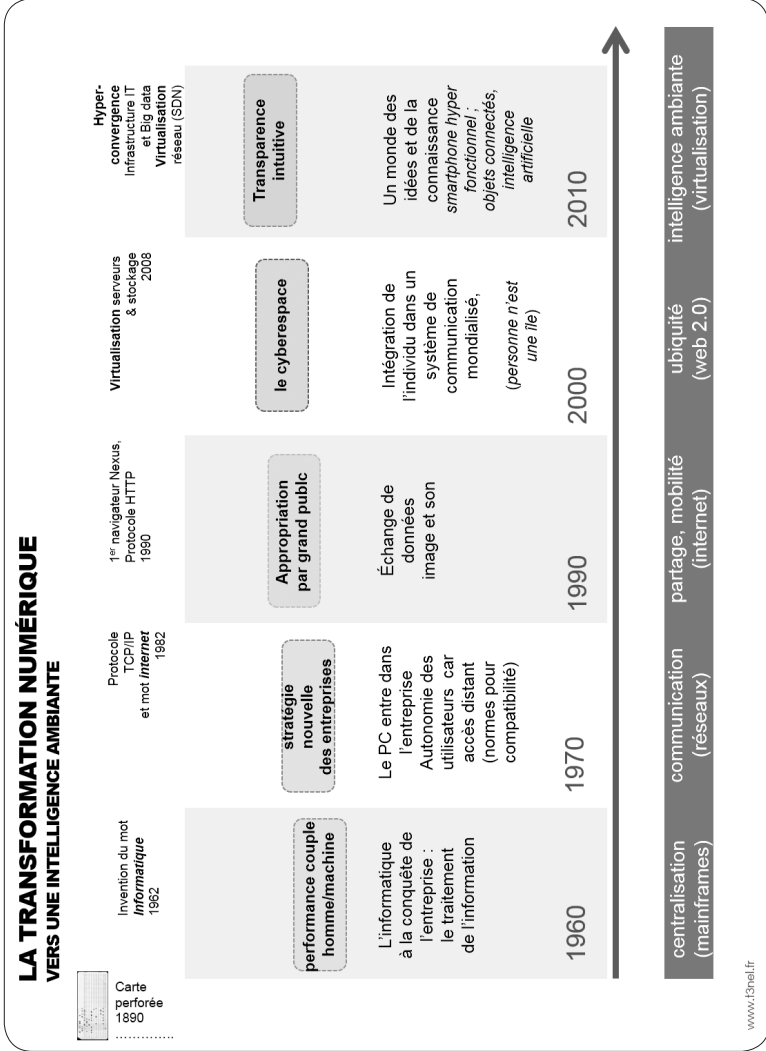 LA TRANSFORMATION NUMÉRIQUE
VERS UNE INTELLIGENCE AMBIANTE
Carte
perforée
1890
..............
Invention du mot
Informatique
1962
Protocole
TCP/IP
et mot Internet
1982
1er navigateur Nexus,
Protocole HTTP
1990
Virtualisation serveurs
& stockage
2008
Hyper-
convergence
Infrastructure IT
et Big data
Virtualisation
réseau (SDN)
performance couple
homme/machine
stratégie
nouvelle
des entreprises
Appropriation
par grand publc
le cyberespace
Transparence
intuitive
L'informatique
à la conquête de
l'entreprise :
le traitement
de l'information
Le PC entre dans
l'entreprise
Autonomie des
utilisateurs car
accès distant
(normes pour
compatibilité)
Échange de
données
image et son
Intégration de
l'individu dans un
système de
communication
mondialisé,
(personne n'est
une île)
Un monde des
idées et de la
connaissance
smartphone hyper
fonctionnel ;
objets connectés,
intelligence
artificielle
1960
1970
1990
2000
2010
centralisation
(mainframes)
communication
(réseaux)
partage, mobilité
(internet)
ubiquité
(web 2.0)
intelligence ambiante
(virtualisation)
www.t3nel.fr